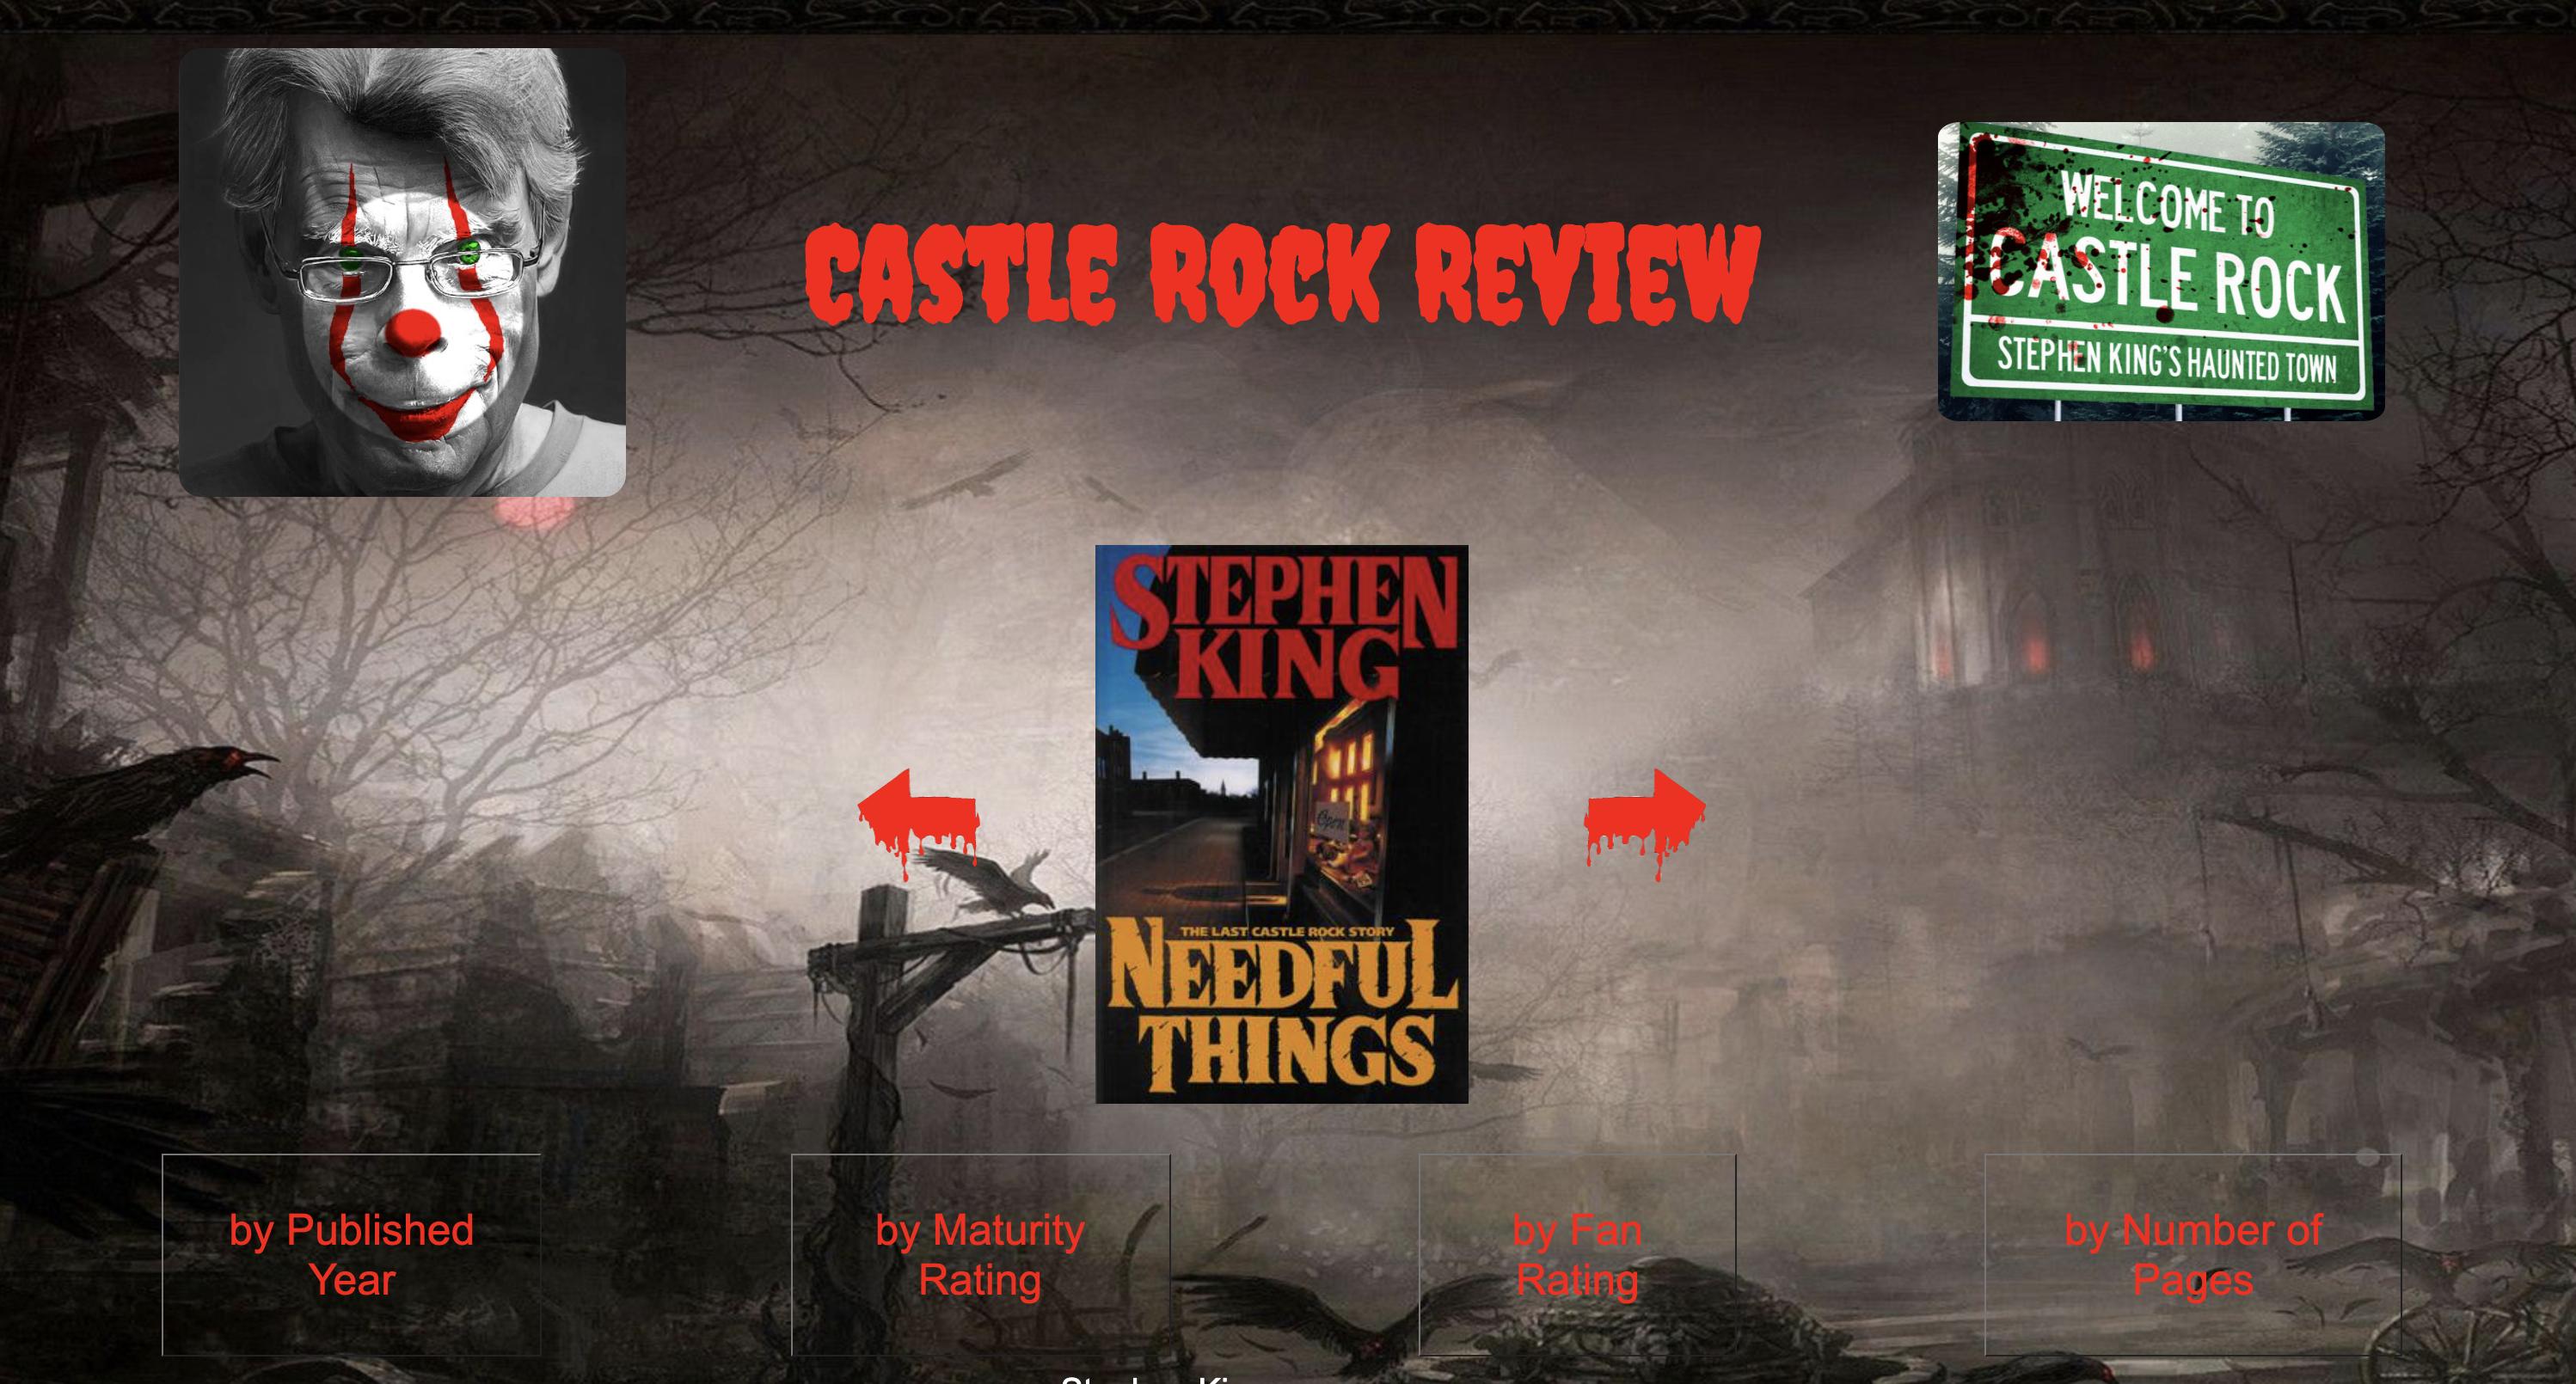 CASTLE ROCK REVIEW
WELCOME TO
CASTLE ROCK
STEPHEN KING'S HAUNTED TOWN
STEPHEN
KING
Open
THE LAST CASTLE ROCK STORY
NEEDFUL
THINGS
by Published
Year
by Maturity
Rating
by Fan
Rating
by Number of
Pages